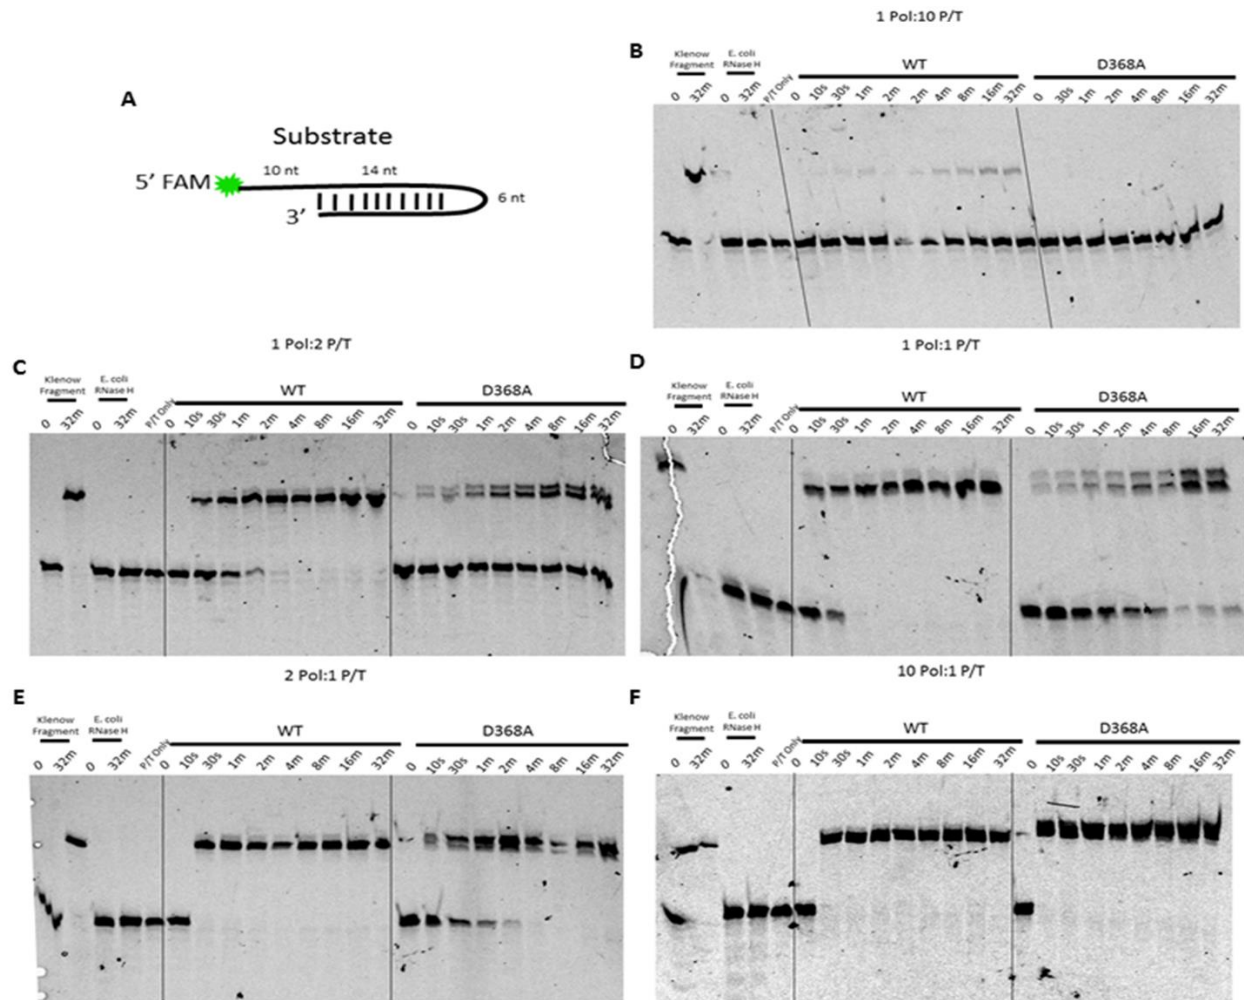 A
Substrate
5' FAM
10 nt
14 nt
6 nt
3'
1 Pol:10 P/T
B
Klenow Fragment
E. coli RNase H
WT
D368A
0 32m 0 32m P/T Only 0 10s 30s 1m 2m 2m 4m 8m 16m 32m 0 30s 1m 2m 4m 8m 16m 32m
1 Pol:2 P/T
C
Klenow Fragment
E. coli RNase H
WT
D368A
0 32m 0 32m P/T Only 0 10s 30s 1m 2m 4m 8m 16m 32m 0 10s 30s 1m 2m 4m 8m 16m 32m
1 Pol:1 P/T
D
Klenow Fragment
E. coli RNase H
WT
D368A
0 32m 0 32m P/T Only 0 10s 30s 1m 2m 4m 8m 16m 32m 0 10s 30s 1m 2m 4m 8m 16m 32m
2 Pol:1 P/T
E
Klenow Fragment
E. coli RNase H
WT
D368A
0 32m 0 32m P/T Only 0 10s 30s 1m 2m 4m 8m 16m 32m 0 10s 30s 1m 2m 4m 8m 16m 32m
10 Pol:1 P/T
F
Klenow Fragment
E. coli RNase H
WT
D368A
0 32m 0 32m P/T Only 0 10s 30s 1m 2m 4m 8m 16m 32m 0 10s 30s 1m 2m 4m 8m 16m 32m